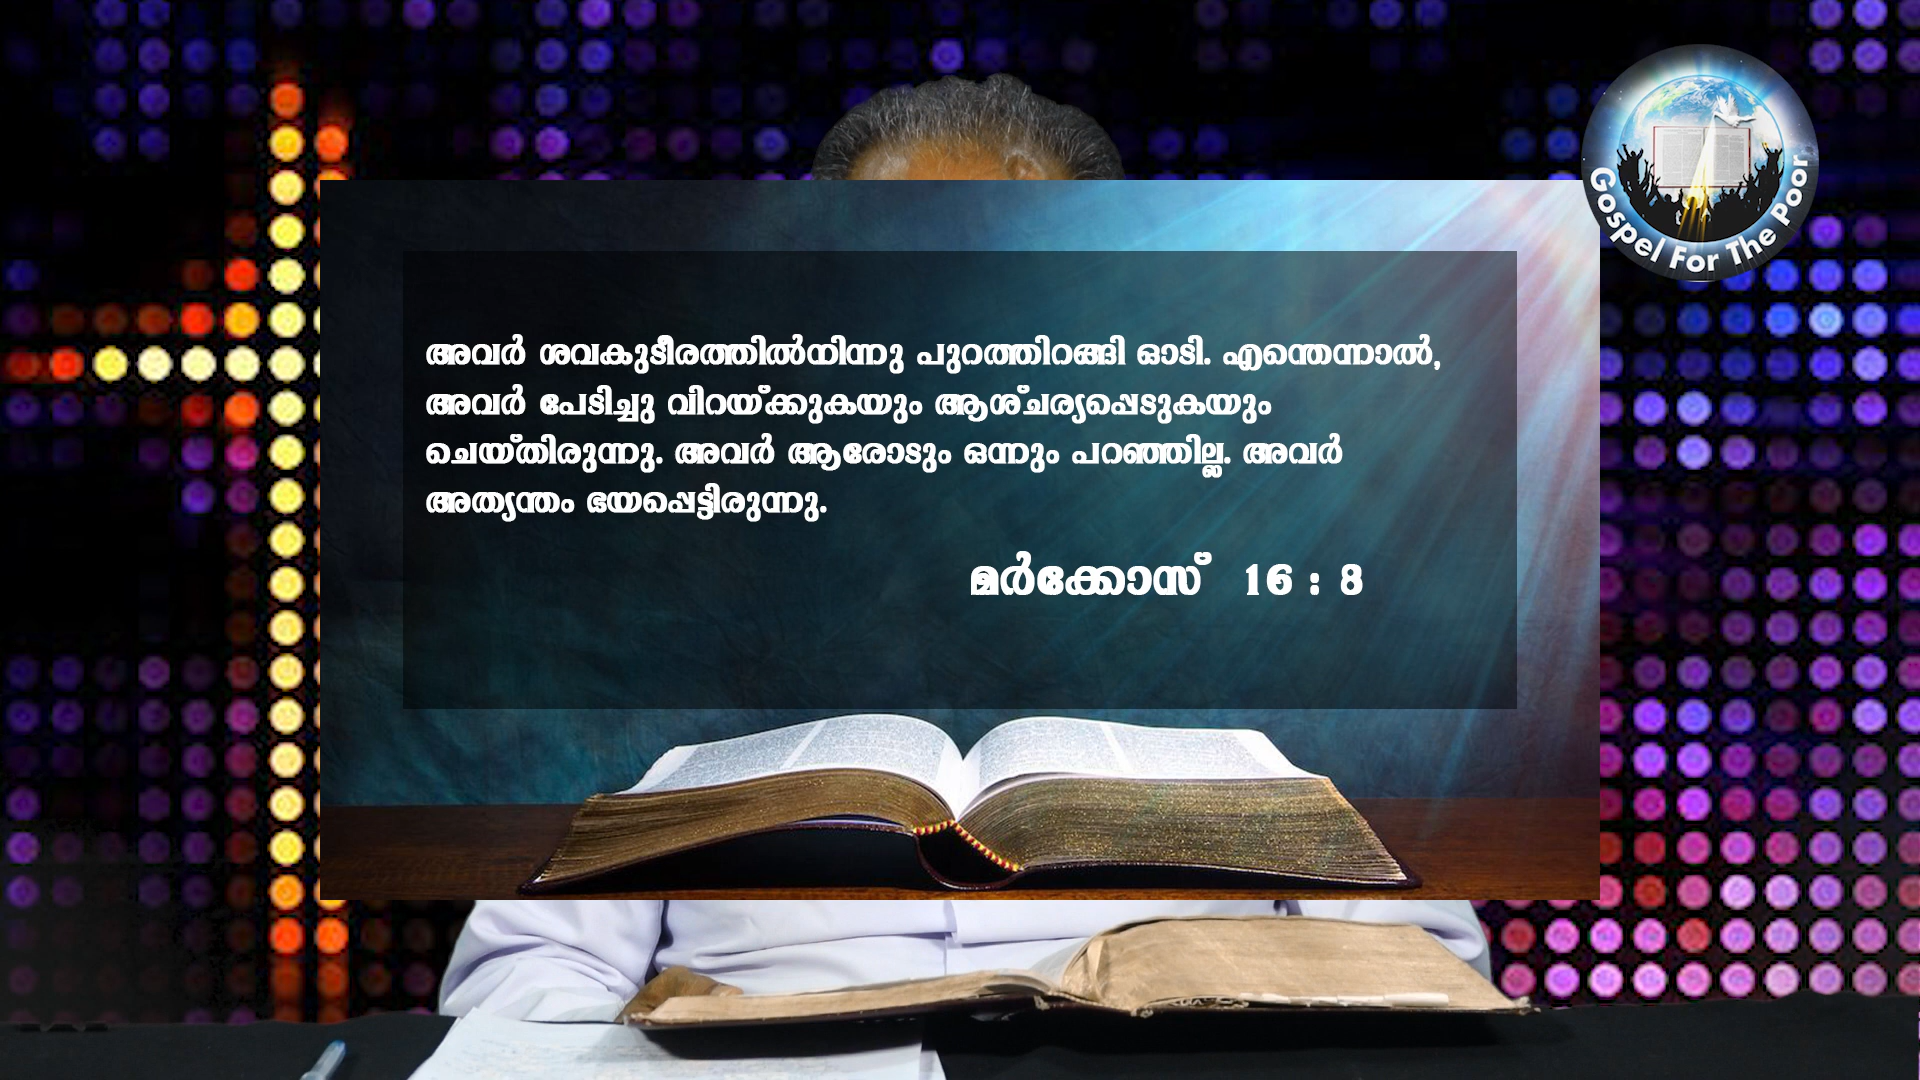 Gospel For The Poor
അവർ ശവകുടീരത്തിൽനിന്നു പുറത്തിറങ്ങി ഓടി. എന്തെന്നാൽ,
അവർ പേടിച്ചു വിറയ്ക്കുകയും ആശ്ചര്യപ്പെടുകയും
ചെയ്തിരുന്നു. അവർ ആരോടും ഒന്നും പറഞ്ഞില്ല. അവർ
അത്യന്തം ഭയപ്പെട്ടിരുന്നു.
മർക്കോസ് 16 : 8